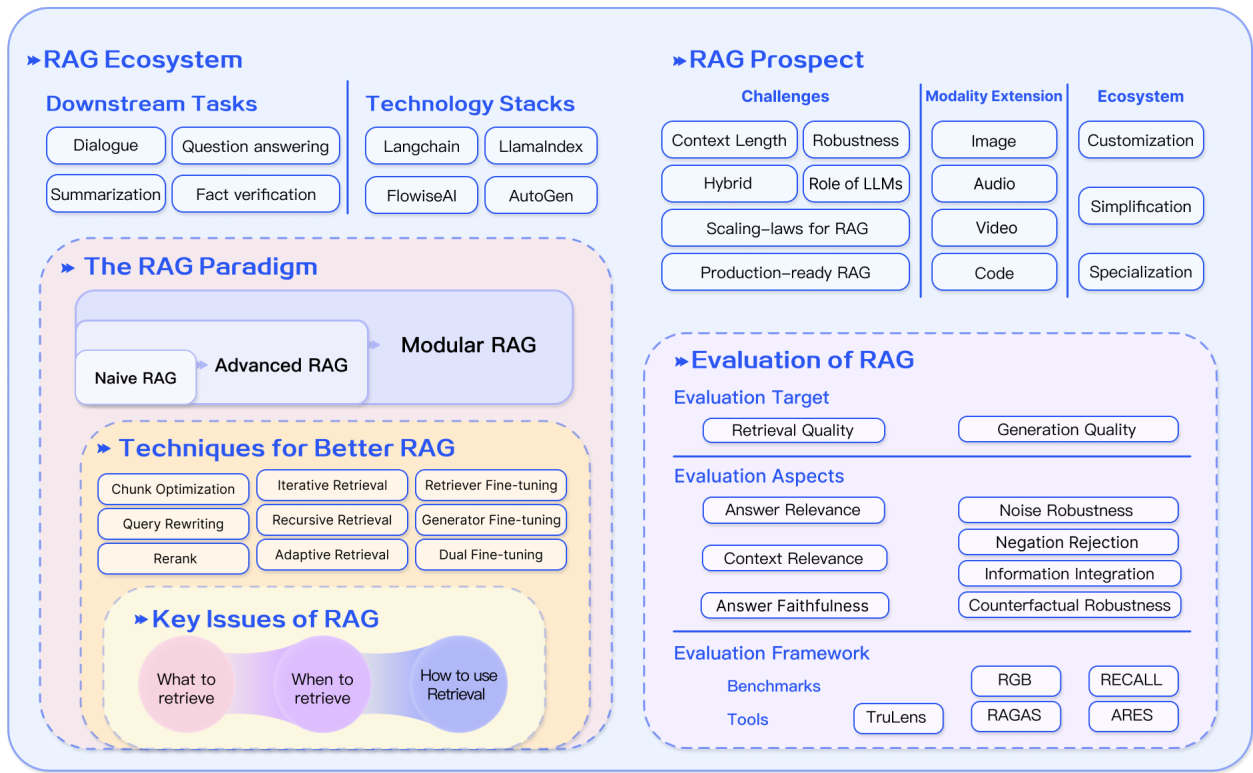 RAG Ecosystem
Downstream Tasks
Dialogue
Question answering
Summarization
Fact verification
Technology Stacks
Langchain
LlamaIndex
FlowiseAI
AutoGen
The RAG Paradigm
Naive RAG
Advanced RAG
Modular RAG
Techniques for Better RAG
Chunk Optimization
Iterative Retrieval
Retriever Fine-tuning
Query Rewriting
Recursive Retrieval
Generator Fine-tuning
Rerank
Adaptive Retrieval
Dual Fine-tuning
Key Issues of RAG
What to
retrieve
When to
retrieve
How to use
Retrieval
RAG Prospect
Challenges
Context Length
Robustness
Hybrid
Role of LLMs
Scaling-laws for RAG
Production-ready RAG
Modality Extension
Image
Audio
Video
Code
Ecosystem
Customization
Simplification
Specialization
Evaluation of RAG
Evaluation Target
Retrieval Quality
Generation Quality
Evaluation Aspects
Answer Relevance
Context Relevance
Answer Faithfulness
Noise Robustness
Negation Rejection
Information Integration
Counterfactual Robustness
Evaluation Framework
Benchmarks
RGB
RECALL
Tools
TruLens
RAGAS
ARES